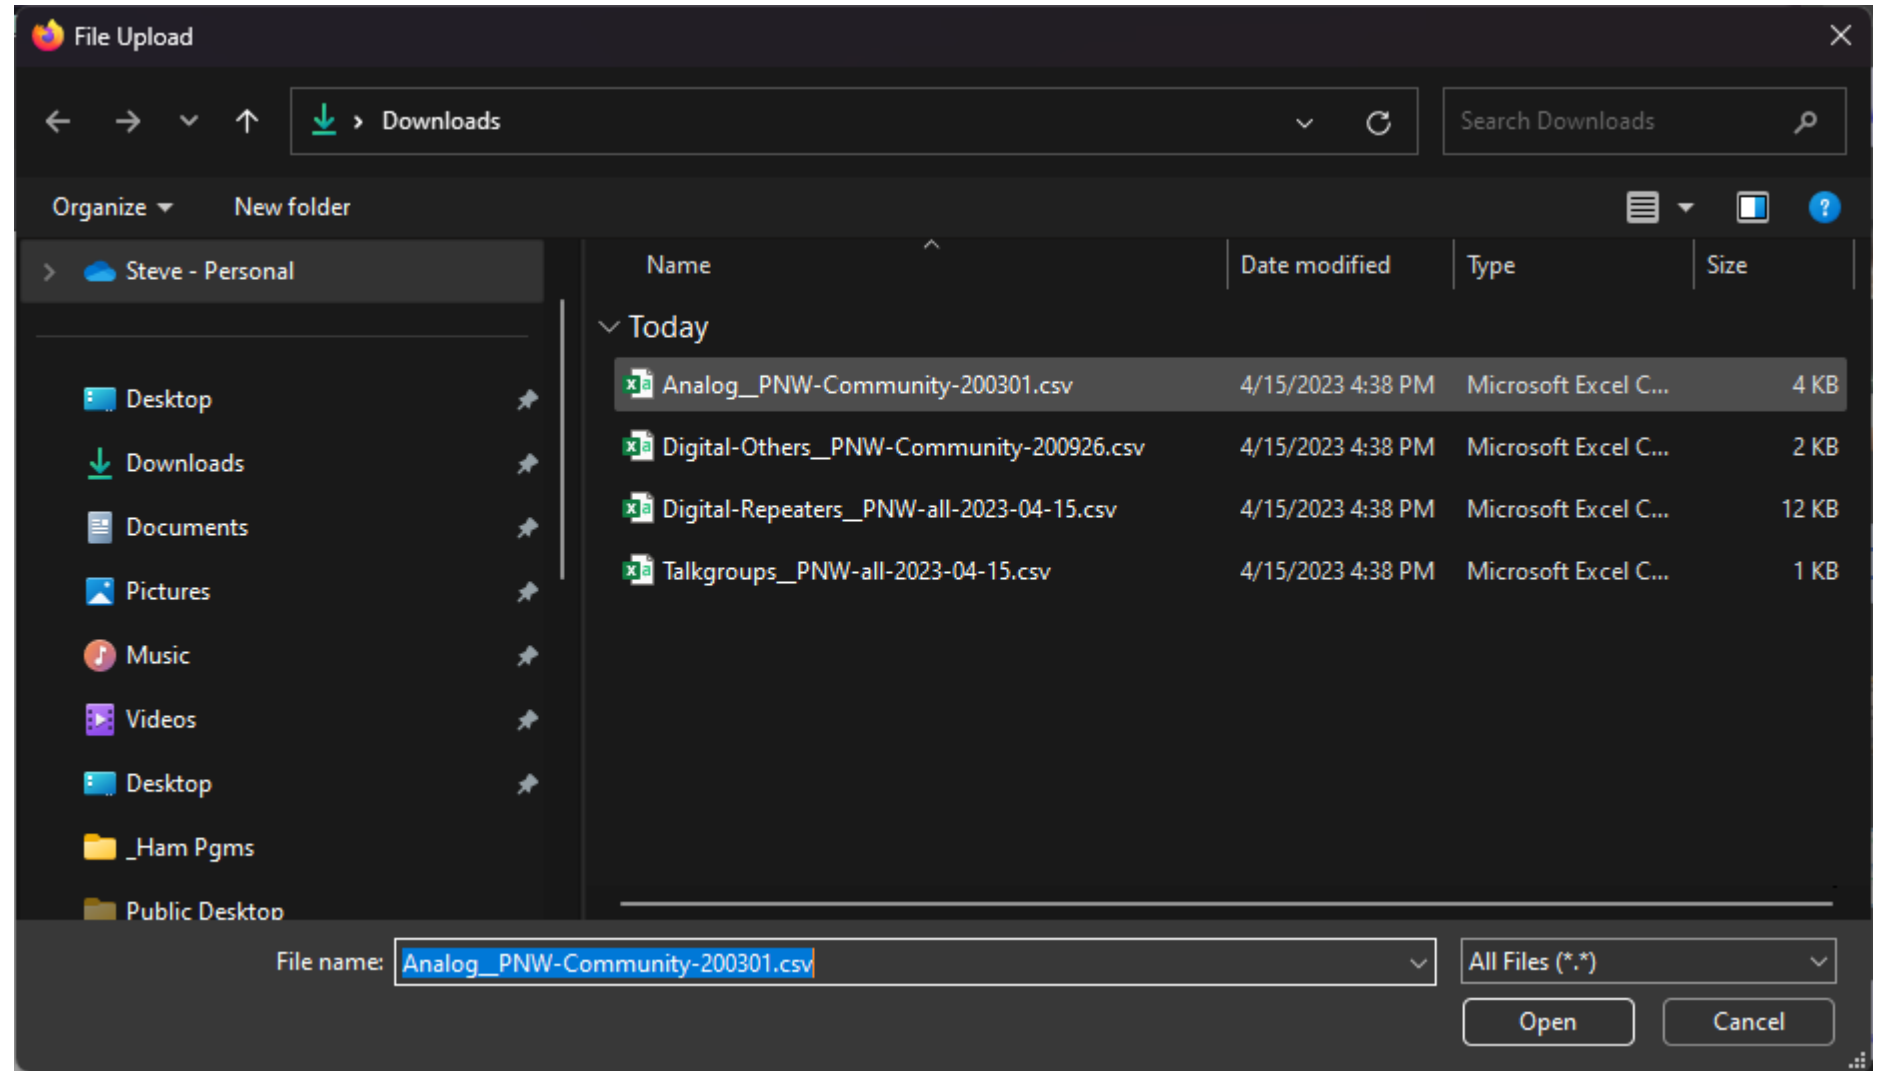 File Upload
Downloads
Search Downloads
Organize
New folder
?
Steve - Personal
Desktop
Downloads
Documents
Pictures
Music
Videos
Desktop
_Ham Pgms
Public Desktop
Name Date modified Type Size
Today
Analog__PNW-Community-200301.csv 4/15/2023 4:38 PM Microsoft Excel C... 4 KB
Digital-Others__PNW-Community-200926.csv 4/15/2023 4:38 PM Microsoft Excel C... 2 KB
Digital-Repeaters__PNW-all-2023-04-15.csv 4/15/2023 4:38 PM Microsoft Excel C... 12 KB
Talkgroups__PNW-all-2023-04-15.csv 4/15/2023 4:38 PM Microsoft Excel C... 1 KB
File name: Analog__PNW-Community-200301.csv All Files (*.*)
Open Cancel